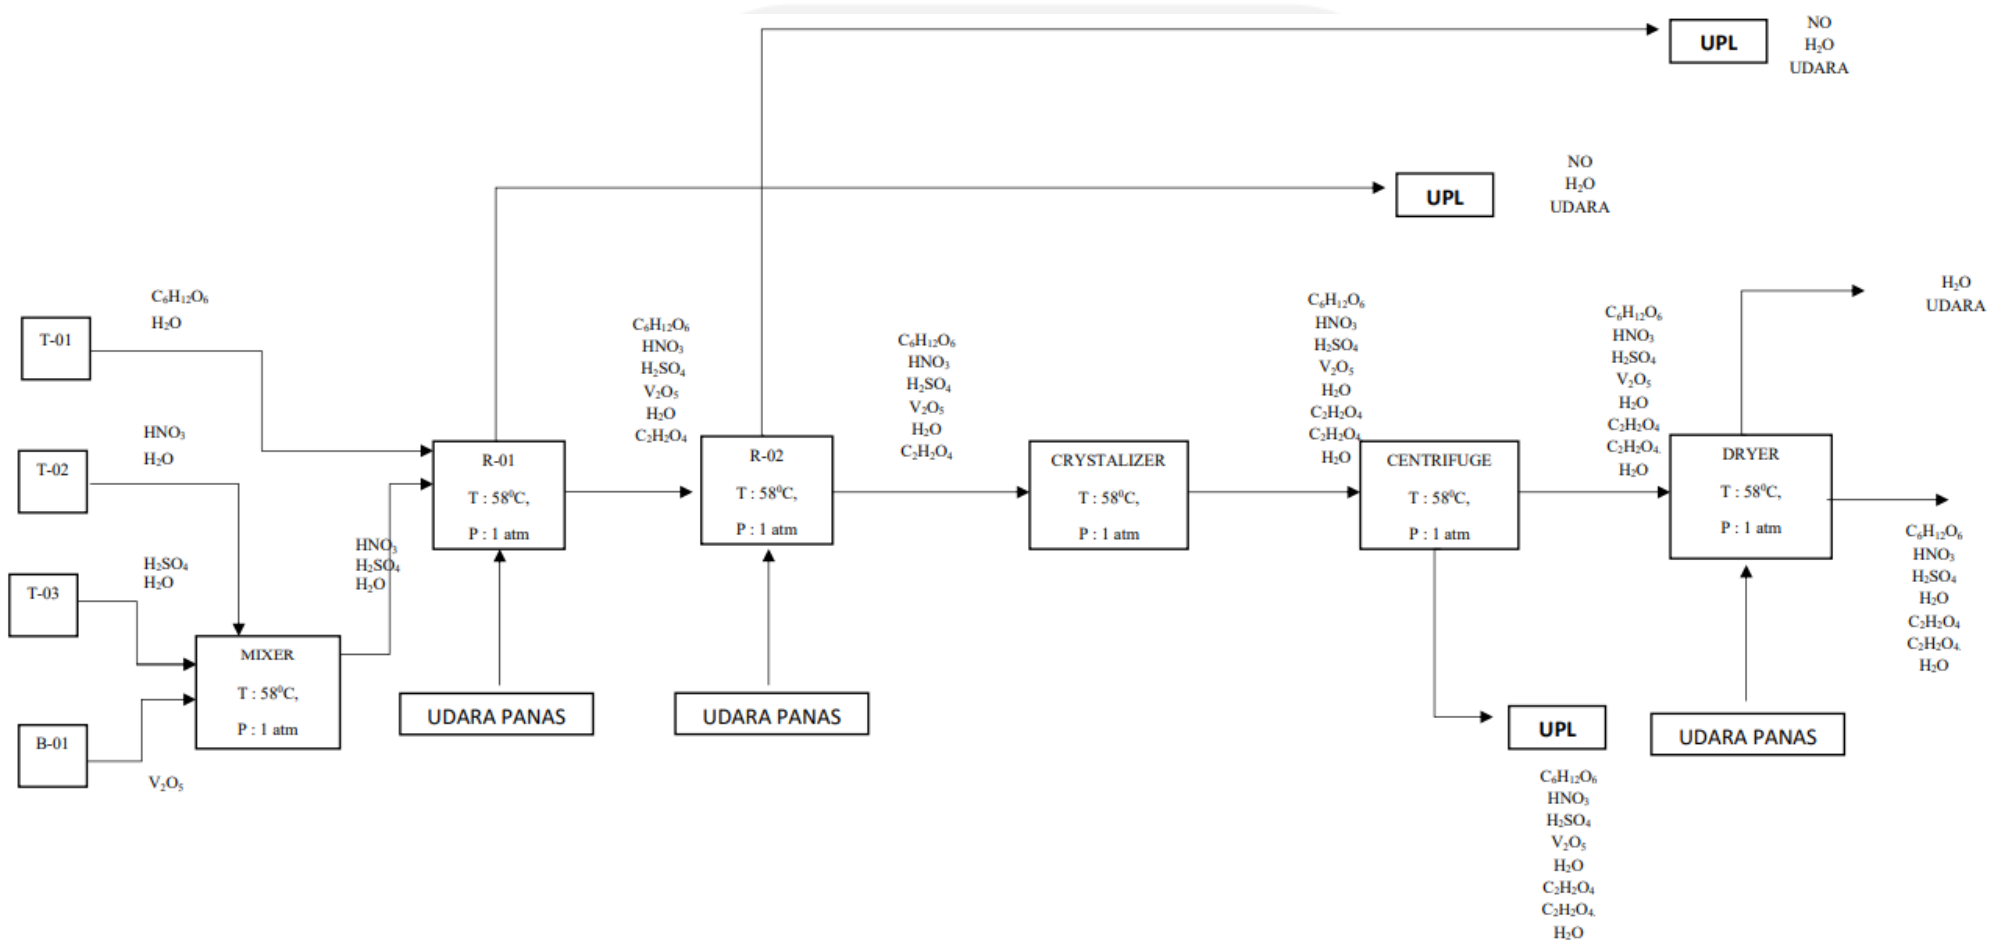 NO
H₂O
UDARA
UPL
NO
H₂O
UDARA
UPL
H₂O
UDARA
C₆H₁₂O₆
H₂O
T-01
HNO₃
H₂O
T-02
H₂SO₄
H₂O
T-03
B-01
V₂O₅
MIXER
T : 58⁰C,
P : 1 atm
HNO₃
H₂SO₄
H₂O
R-01
T : 58⁰C,
P : 1 atm
UDARA PANAS
C₆H₁₂O₆
HNO₃
H₂SO₄
V₂O₅
H₂O
C₂H₂O₄
R-02
T : 58⁰C,
P : 1 atm
UDARA PANAS
C₆H₁₂O₆
HNO₃
H₂SO₄
V₂O₅
H₂O
C₂H₂O₄
CRYSTALIZER
T : 58⁰C,
P : 1 atm
C₆H₁₂O₆
HNO₃
H₂SO₄
V₂O₅
H₂O
C₂H₂O₄
C₂H₂O₄.
H₂O
CENTRIFUGE
T : 58⁰C,
P : 1 atm
UPL
C₆H₁₂O₆
HNO₃
H₂SO₄
V₂O₅
H₂O
C₂H₂O₄
C₂H₂O₄.
H₂O
C₆H₁₂O₆
HNO₃
H₂SO₄
V₂O₅
H₂O
C₂H₂O₄
C₂H₂O₄.
H₂O
DRYER
T : 58⁰C,
P : 1 atm
UDARA PANAS
C₆H₁₂O₆
HNO₃
H₂SO₄
H₂O
C₂H₂O₄
C₂H₂O₄.
H₂O